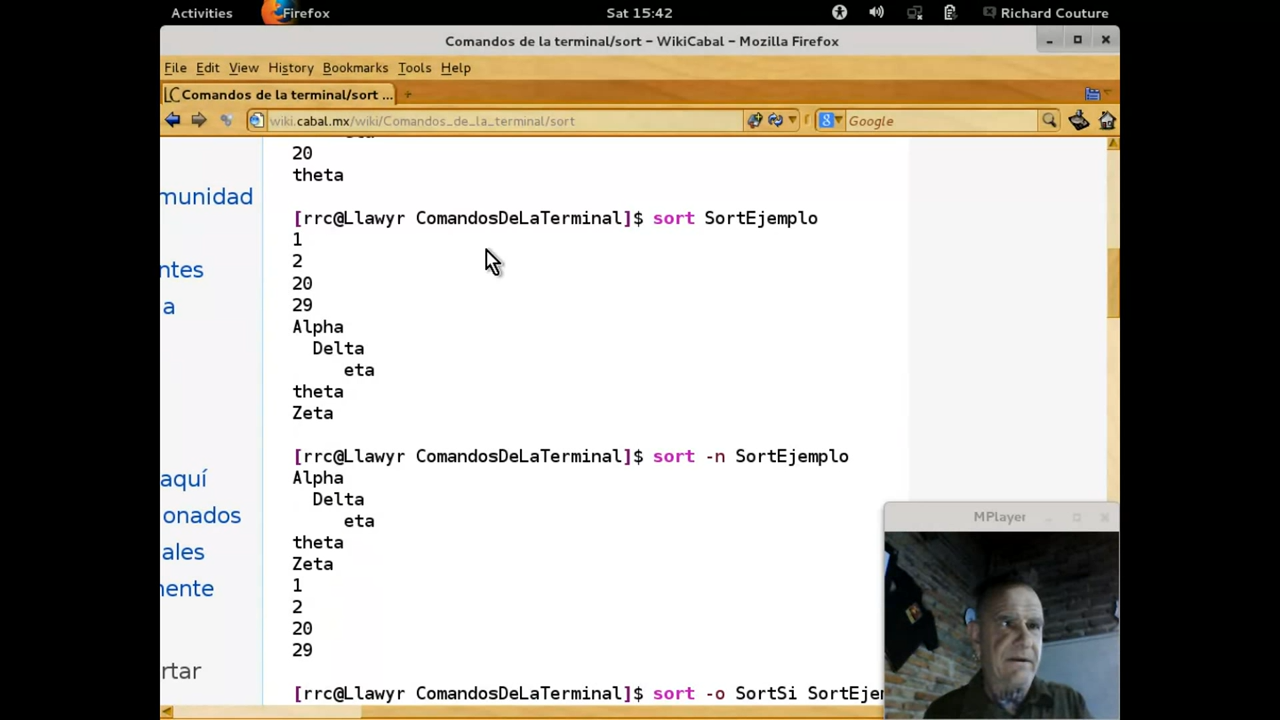 Activities Firefox Sat 15:42 Richard Couture
Comandos de la terminal/sort – WikiCabal – Mozilla Firefox
File Edit View History Bookmarks Tools Help
Comandos de la terminal/sort ...
wiki.cabal.mx/wiki/Comandos_de_la_terminal/sort Google
20
theta
munidad
[rrc@Llawyr ComandosDeLaTerminal]$ sort SortEjemplo
1
2
ntes
20
a
29
Alpha
Delta
eta
theta
Zeta
[rrc@Llawyr ComandosDeLaTerminal]$ sort -n SortEjemplo
Alpha
aquí
Delta
onados
eta
theta
ales
Zeta
nente
1
2
20
29
rtar
[rrc@Llawyr ComandosDeLaTerminal]$ sort -o SortSi SortEjem
MPlayer